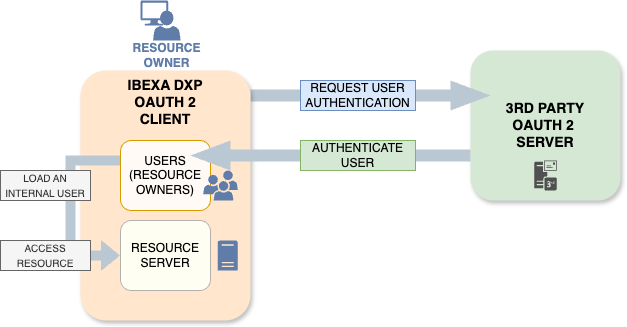 RESOURCE
OWNER
IBEXA DXP
OAUTH 2
CLIENT
REQUEST USER
AUTHENTICATION
3RD PARTY
OAUTH 2
SERVER
AUTHENTICATE
USER
USERS
(RESOURCE
OWNERS)
LOAD AN
INTERNAL USER
ACCESS
RESOURCE
RESOURCE
SERVER